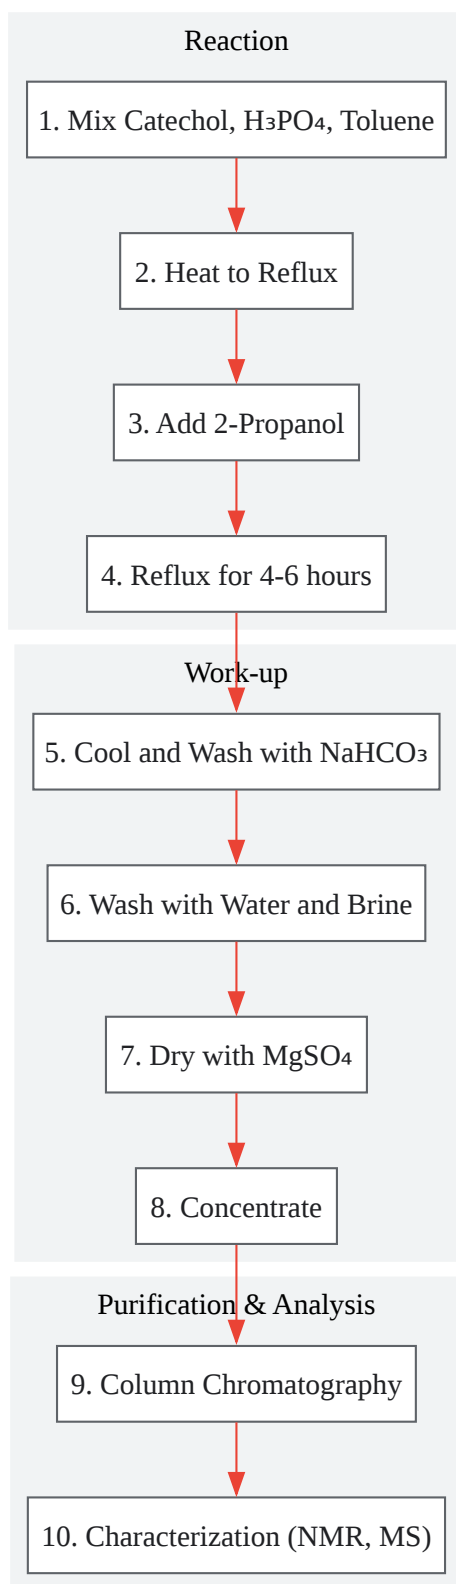 Reaction
1. Mix Catechol, H₃PO₄, Toluene
2. Heat to Reflux
3. Add 2-Propanol
4. Reflux for 4-6 hours
Work-up
5. Cool and Wash with NaHCO₃
6. Wash with Water and Brine
7. Dry with MgSO₄
8. Concentrate
Purification & Analysis
9. Column Chromatography
10. Characterization (NMR, MS)